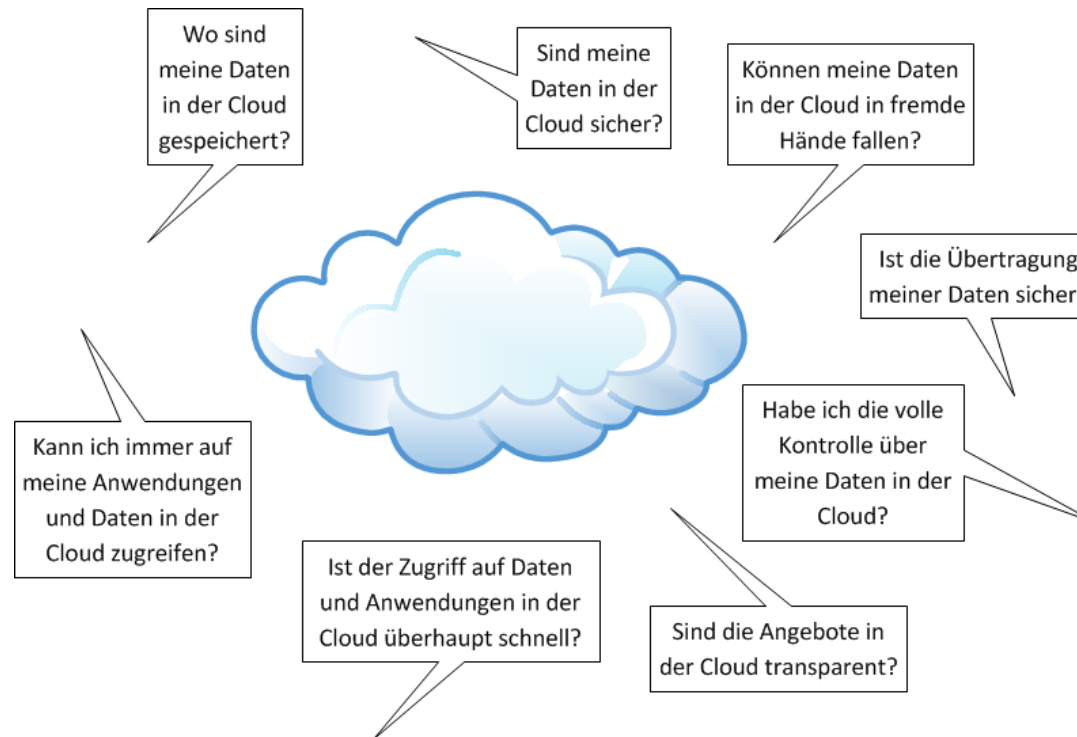 Wo sind
meine Daten
in der Cloud
gespeichert?
Sind meine
Daten in der
Cloud sicher?
Können meine Daten
in der Cloud in fremde
Hände fallen?
Ist die Übertragung
meiner Daten sicher
Habe ich die volle
Kontrolle über
meine Daten in der
Cloud?
Kann ich immer auf
meine Anwendungen
und Daten in der
Cloud zugreifen?
Ist der Zugriff auf Daten
und Anwendungen in der
Cloud überhaupt schnell?
Sind die Angebote in
der Cloud transparent?